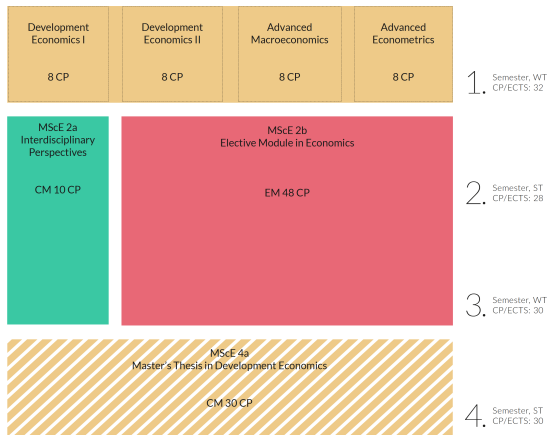 Development
Economics I
8 CP
Development
Economics II
8 CP
Advanced
Macroeconomics
8 CP
Advanced
Econometrics
8 CP
1.
Semester, WT
CP/ECTS: 32
MScE 2a
Interdisciplinary
Perspectives
CM 10 CP
MScE 2b
Elective Module in Economics
EM 48 CP
2.
Semester, ST
CP/ECTS: 28
3.
Semester, WT
CP/ECTS: 30
MScE 4a
Master's Thesis in Development Economics
CM 30 CP
4.
Semester, ST
CP/ECTS: 30